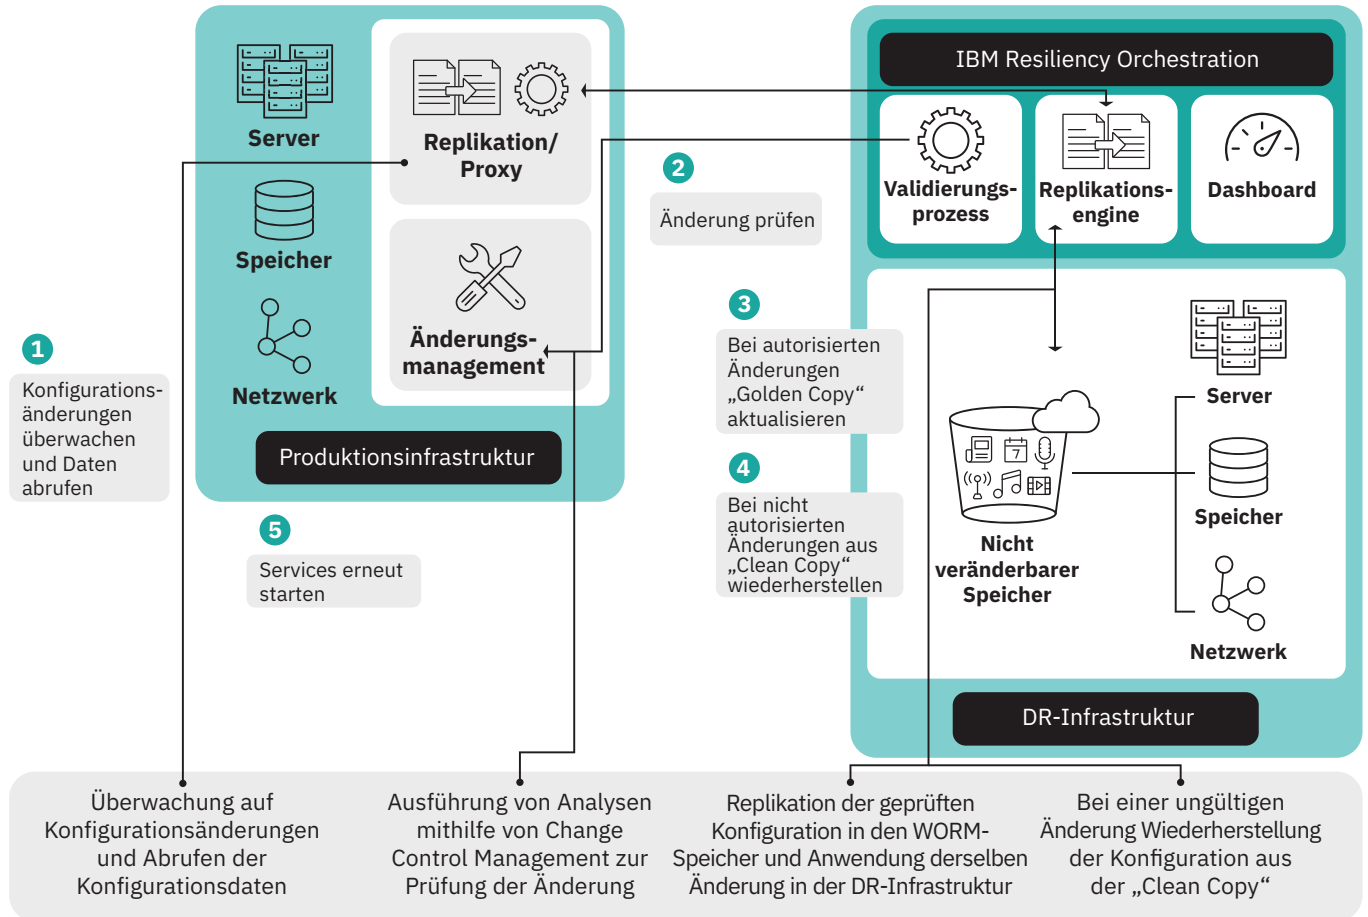 Server
Speicher
Netzwerk
Replikation/
Proxy
Änderungs-
management
Produktionsinfrastruktur
1
Konfigurations-
änderungen
überwachen
und Daten
abrufen
2
Änderung prüfen
3
Bei autorisierten
Änderungen
„Golden Copy“
aktualisieren
4
Bei nicht
autorisierten
Änderungen aus
„Clean Copy“
wiederherstellen
5
Services erneut
starten
IBM Resiliency Orchestration
Validierungs-
prozess
Replikations-
engine
Dashboard
7
Nicht
veränderbarer
Speicher
Server
Speicher
Netzwerk
DR-Infrastruktur
Überwachung auf
Konfigurationsänderungen
und Abrufen der
Konfigurationsdaten
Ausführung von Analysen
mithilfe von Change
Control Management zur
Prüfung der Änderung
Replikation der geprüften
Konfiguration in den WORM-
Speicher und Anwendung derselben
Änderung in der DR-Infrastruktur
Bei einer ungültigen
Änderung Wiederherstellung
der Konfiguration aus
der „Clean Copy“